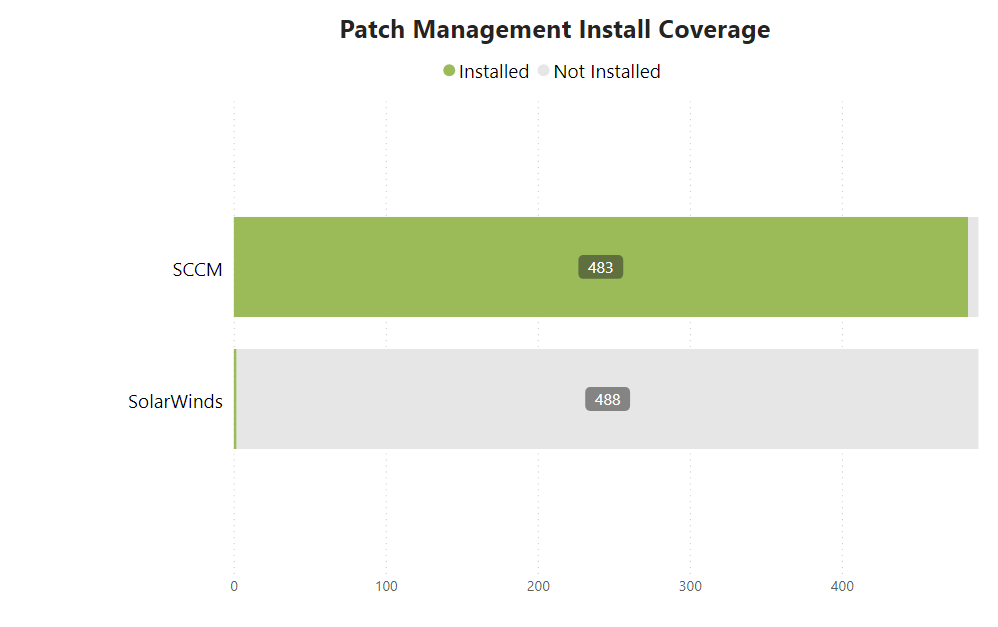 Patch Management Install Coverage
Installed Not Installed
SCCM
483
SolarWinds
488
0 100 200 300 400